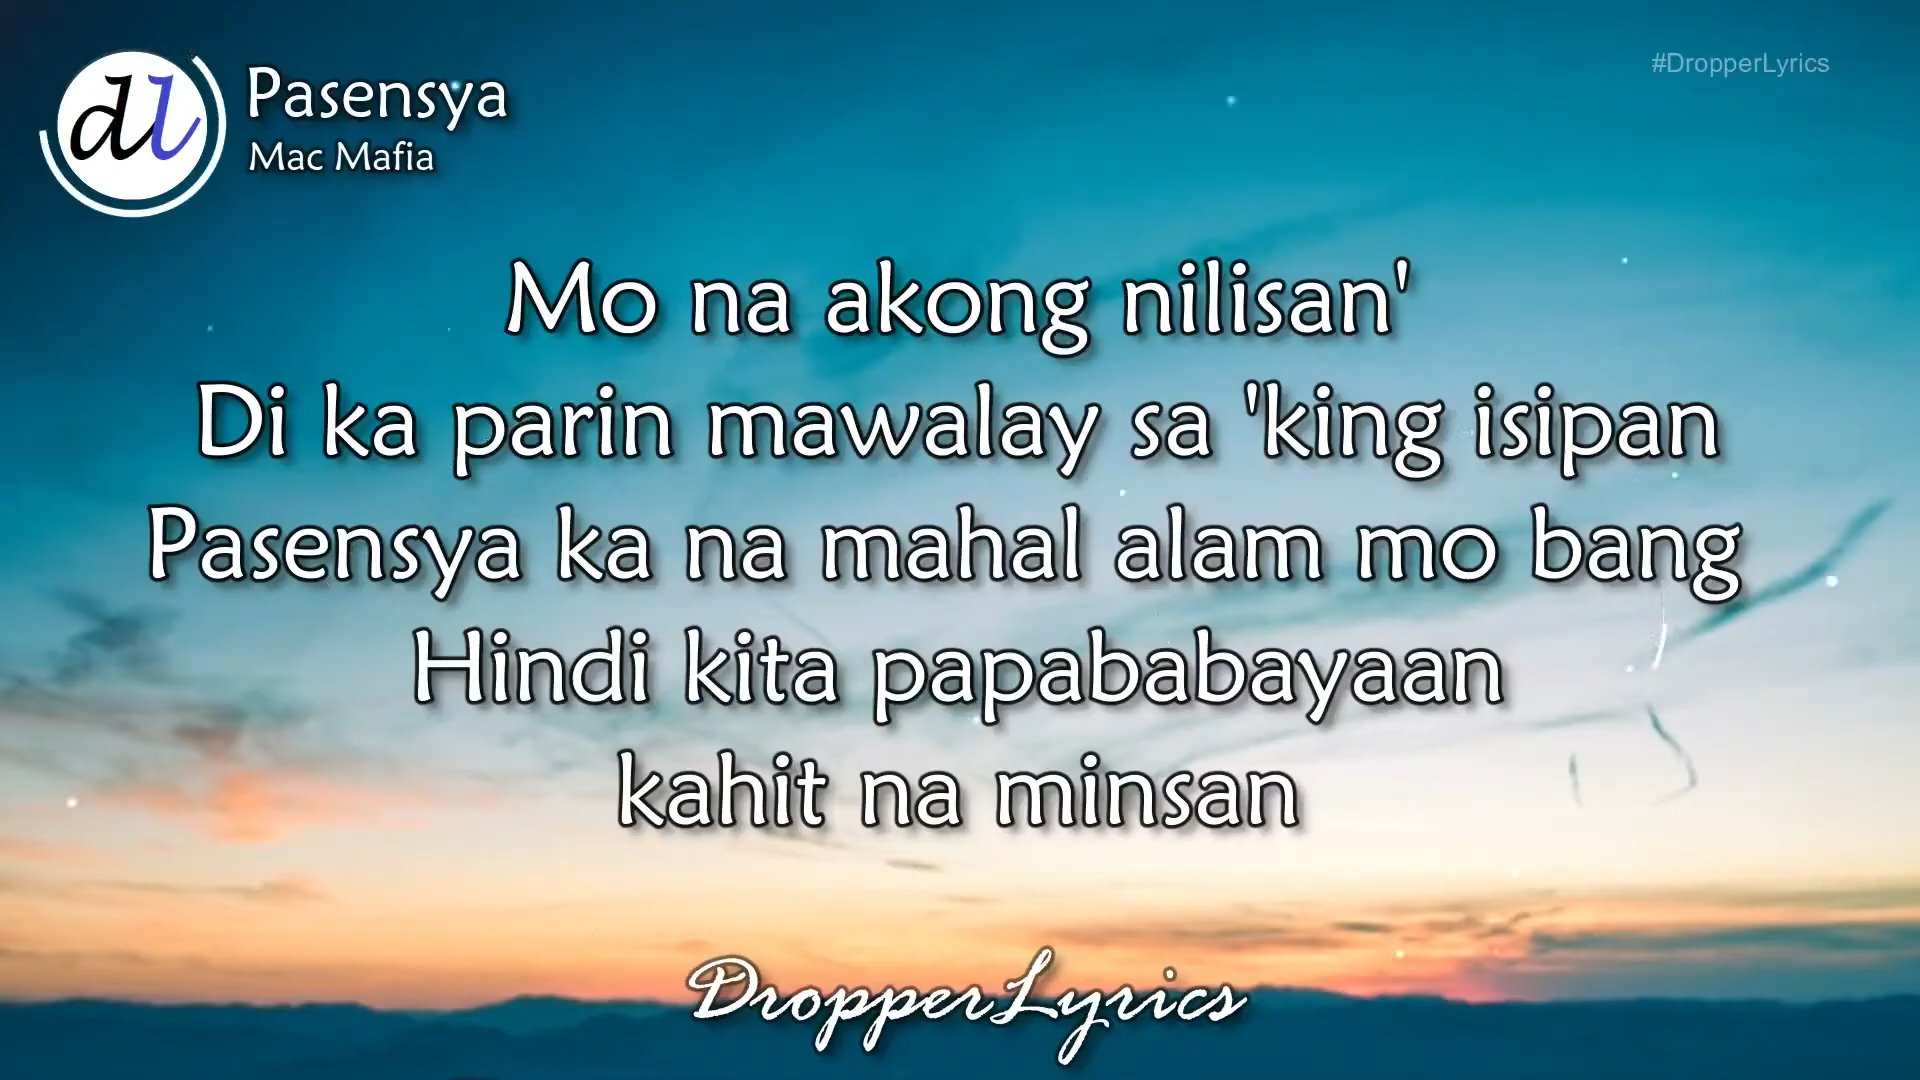 dl
Pasensya
Mac Mafia
#DropperLyrics
Mo na akong nilisan'
Di ka parin mawalay sa 'king isipan
Pasensya ka na mahal alam mo bang
Hindi kita papababayaan
kahit na minsan
DropperLyrics